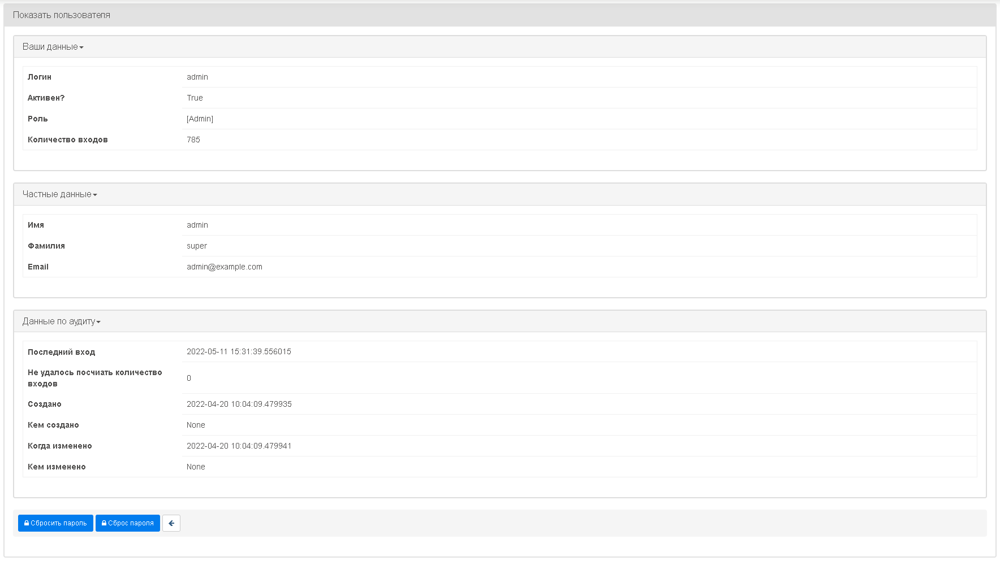 Показать пользователя
Ваши данные
Логин admin
Активен? True
Роль [Admin]
Количество входов 785
Частные данные
Имя admin
Фамилия super
Email admin@example.com
Данные по аудиту
Последний вход 2022-05-11 15:31:39.556015
Не удалось посчиать количество
входов 0
Создано 2022-04-20 10:04:09.479935
Кем создано None
Когда изменено 2022-04-20 10:04:09.479941
Кем изменено None
Сбросить пароль Сброс пароля